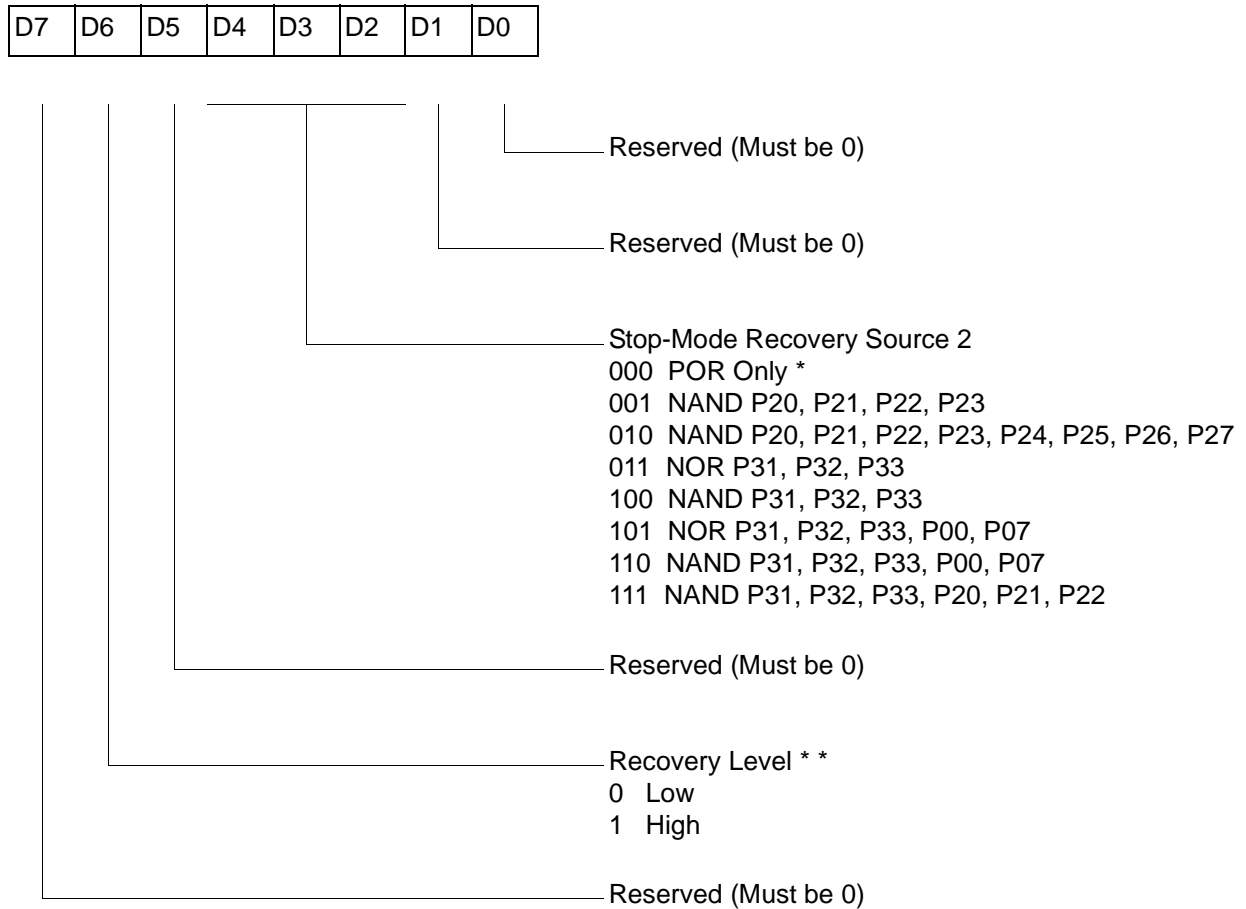 D7 D6 D5 D4 D3 D2 D1 D0
Reserved (Must be 0)
Reserved (Must be 0)
Stop-Mode Recovery Source 2
000 POR Only *
001 NAND P20, P21, P22, P23
010 NAND P20, P21, P22, P23, P24, P25, P26, P27
011 NOR P31, P32, P33
100 NAND P31, P32, P33
101 NOR P31, P32, P33, P00, P07
110 NAND P31, P32, P33, P00, P07
111 NAND P31, P32, P33, P20, P21, P22
Reserved (Must be 0)
Recovery Level * *
0 Low
1 High
Reserved (Must be 0)